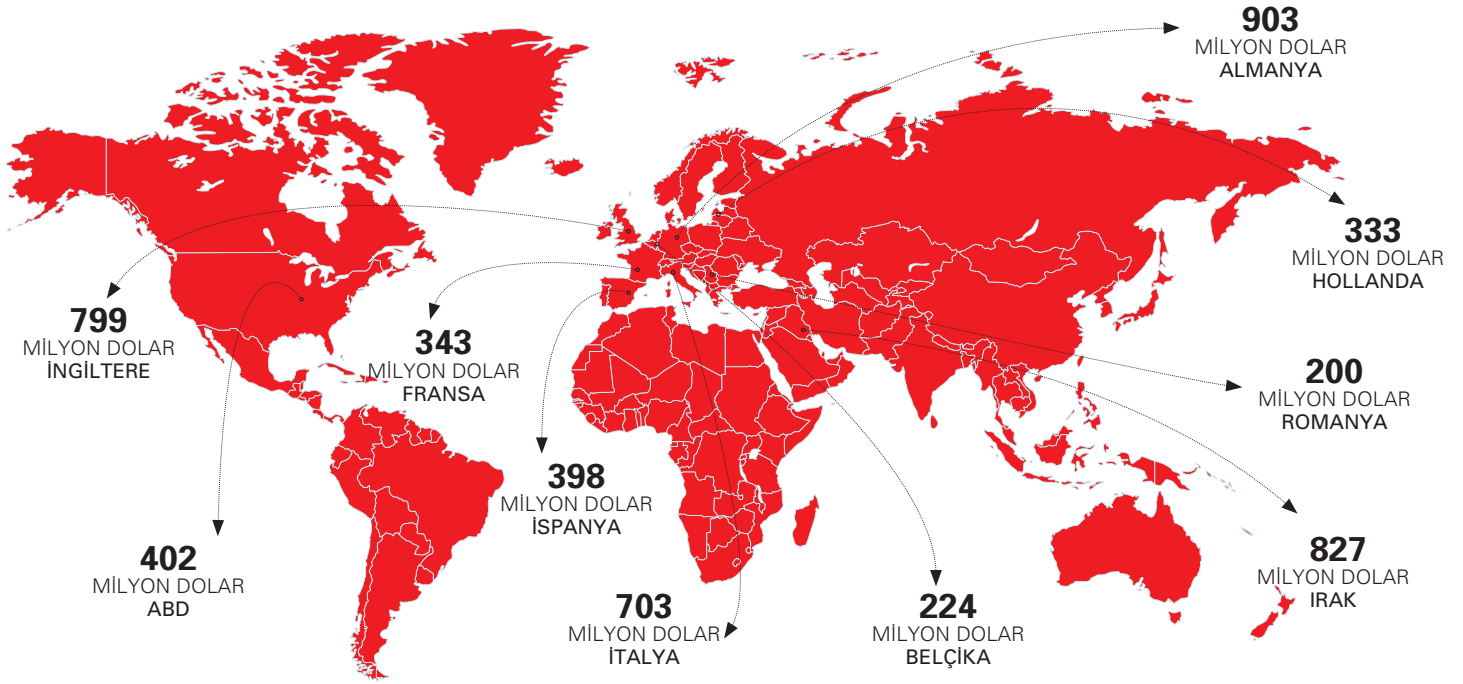 903
MİLYON DOLAR
ALMANYA
333
MİLYON DOLAR
HOLLANDA
799
MİLYON DOLAR
İNGİLTERE
343
MİLYON DOLAR
FRANSA
200
MİLYON DOLAR
ROMANYA
398
MİLYON DOLAR
İSPANYA
402
MİLYON DOLAR
ABD
827
MİLYON DOLAR
IRAK
703
MİLYON DOLAR
İTALYA
224
MİLYON DOLAR
BELÇİKA